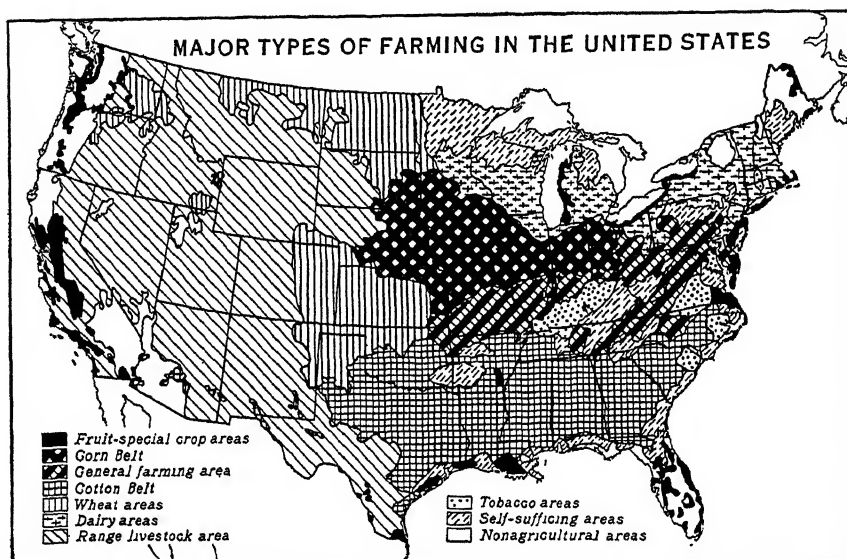 MAJOR TYPES OF FARMING IN THE UNITED STATES
Fruit-special crop areas
Corn Belt
General farming area
Cotton Belt
Wheat areas
Dairy areas
Range livestock area
Tobacco areas
Self-sufficing areas
Nonagricultural areas